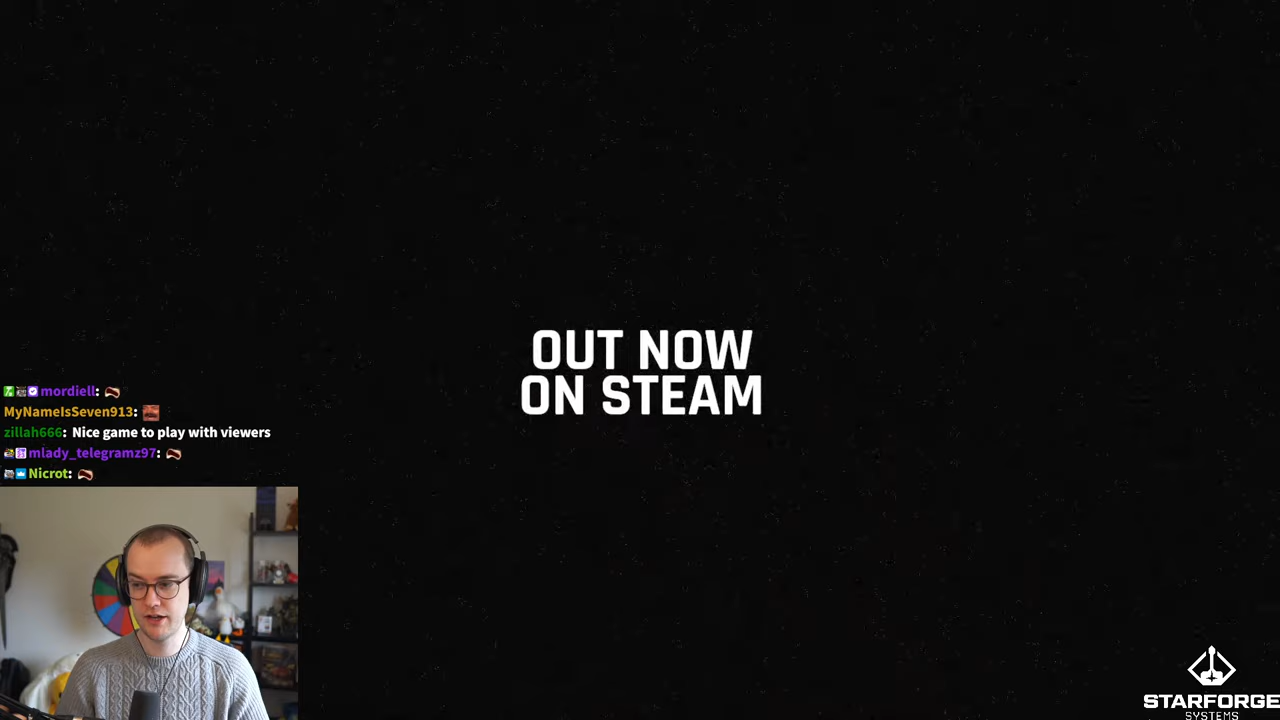 OUT NOW
ON STEAM
mordiell:
MyNameIsSeven913:
zillah666: Nice game to play with viewers
mlady_telegramz97:
Nicrot:
STARFORGE
SYSTEMS